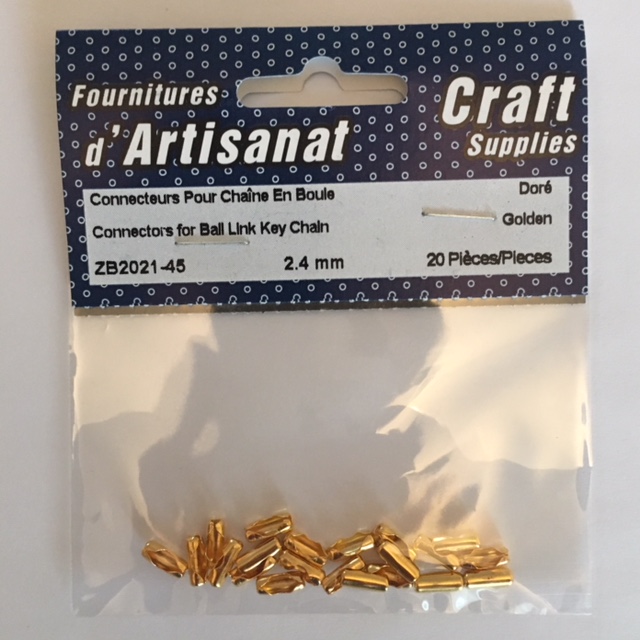 Fournitures
d'Artisanat
Craft
Supplies
Connecteurs Pour Chaîne En Boule Doré
Connectors for Ball Link Key Chain Golden
ZB2021-45 2.4 mm 20 Pièces/Pieces